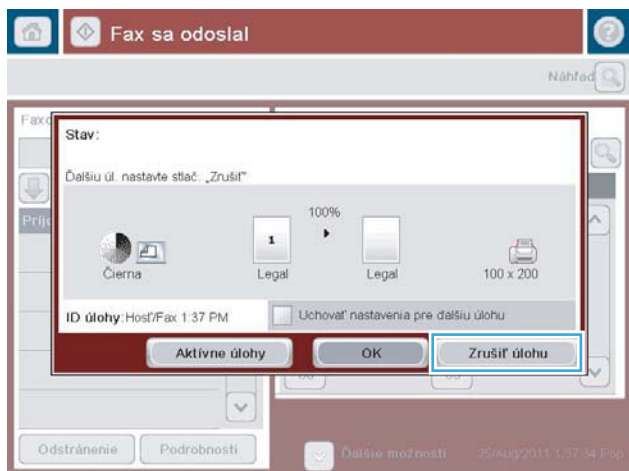 Fax sa odoslal
Náhľad
Stav:
Ďalšiu úl. nastavte stlač. „Zrušiť"
100%
1
Čierna
Legal
Legal
100 x 200
ID úlohy: Hosť/Fax 1:37 PM
Uchovať nastavenia pre ďalšiu úlohu
Aktívne úlohy
OK
Zrušiť úlohu
Odstránenie
Podrobnosti
Ďalšie možnosti